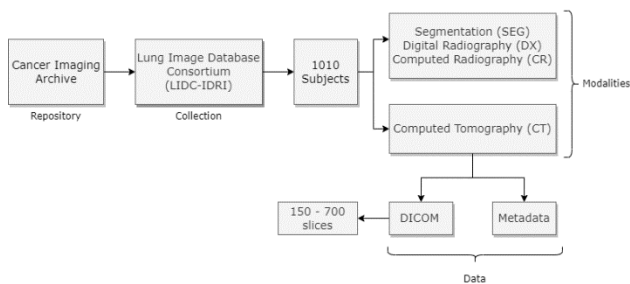 Cancer Imaging
Archive
Repository
Lung Image Database
Consortium
(LIDC-IDRI)
Collection
1010
Subjects
Segmentation (SEG)
Digital Radiography (DX)
Computed Radiography (CR)
Computed Tomography (CT)
Modalities
150 - 700
slices
DICOM
Metadata
Data